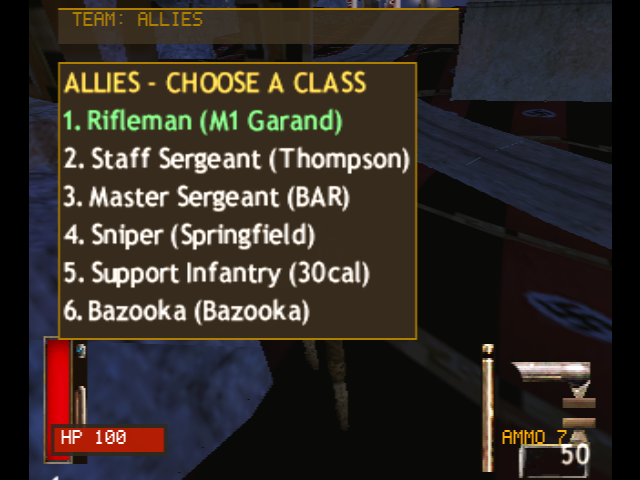 TEAM: ALLIES
ALLIES - CHOOSE A CLASS
1. Rifleman (M1 Garand)
2. Staff Sergeant (Thompson)
3. Master Sergeant (BAR)
4. Sniper (Springfield)
5. Support Infantry (30cal)
6. Bazooka (Bazooka)
HP 100
AMMO 7
50